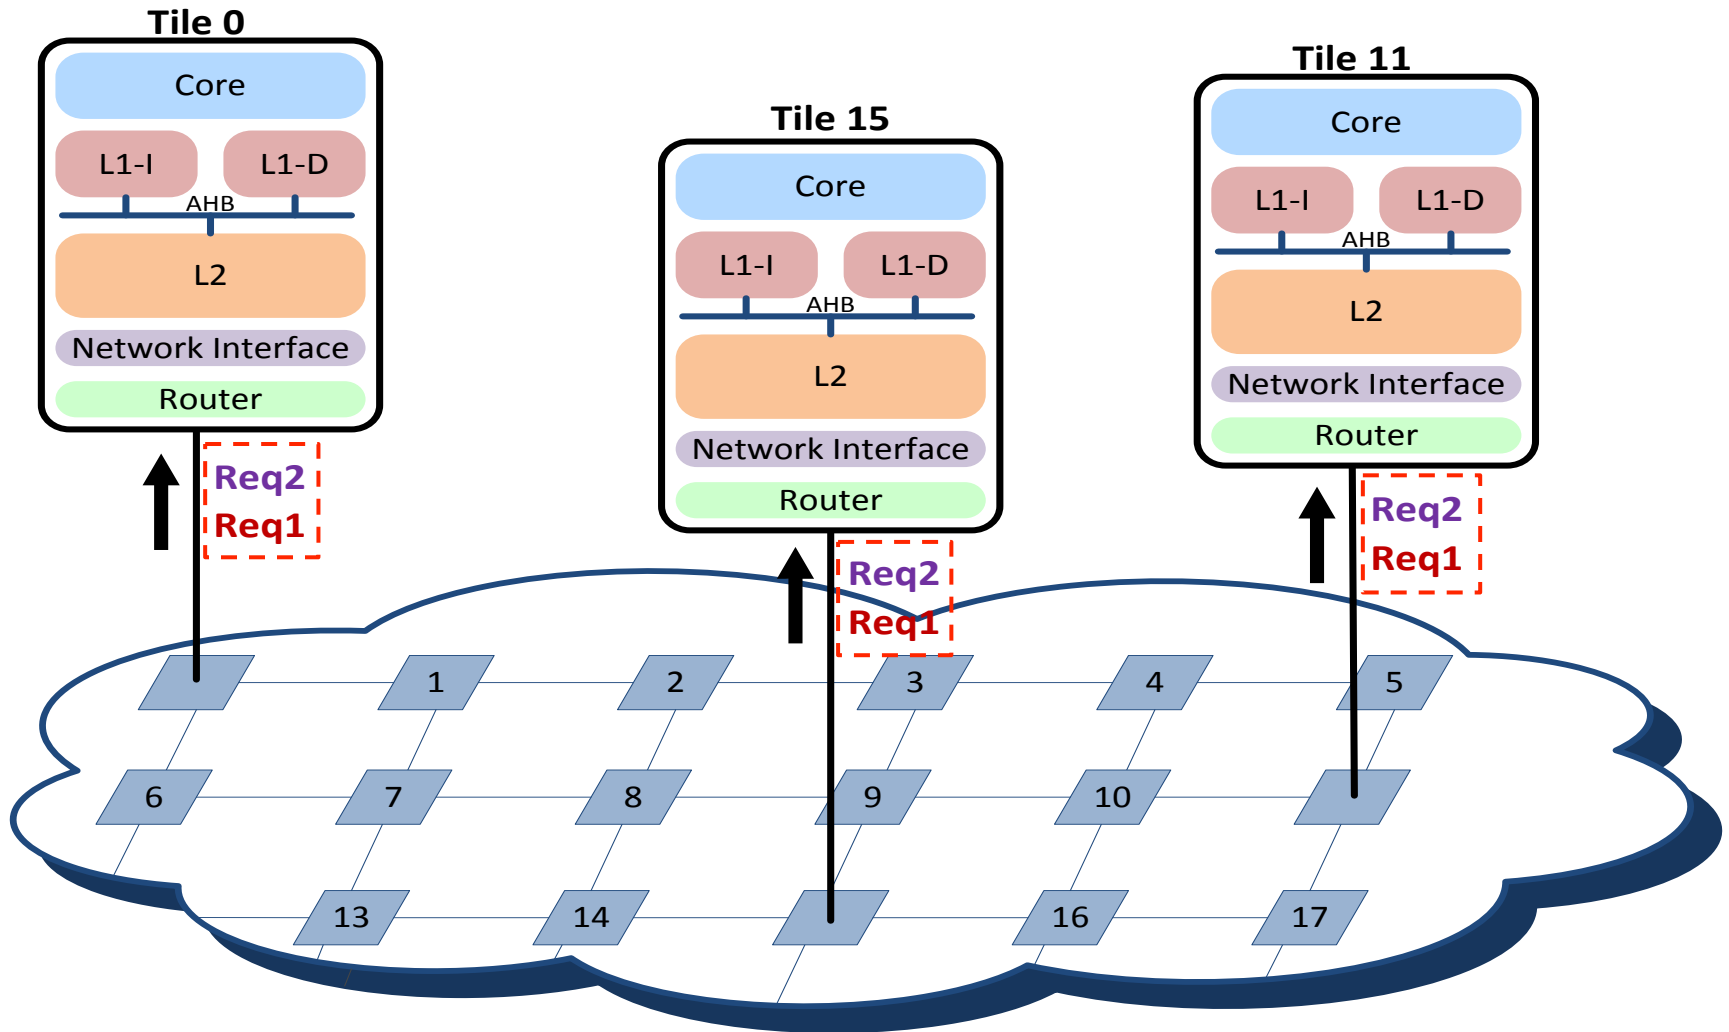 Tile 0
Core
L1-I
L1-D
AHB
L2
Network Interface
Router
Req2
Req1
Tile 15
Core
L1-I
L1-D
AHB
L2
Network Interface
Router
Req2
Req1
Tile 11
Core
L1-I
L1-D
AHB
L2
Network Interface
Router
Req2
Req1
1
2
3
4
5
6
7
8
9
10
13
14
16
17